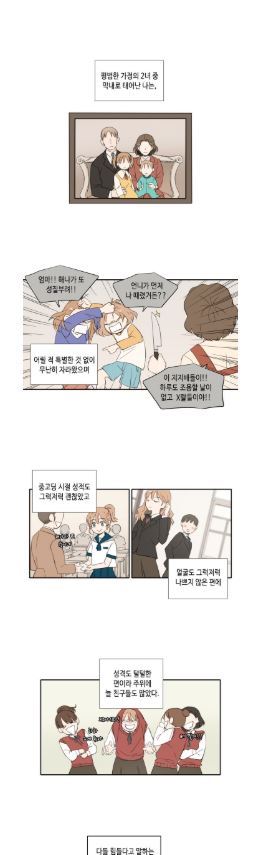 평범한 가정의 2녀 중
막내로 태어난 나는,
엄마!! 해나가 또
성질부려!!
언니가 먼저
나 때렸거든??
어릴 적 특별한 것 없이
무난히 자라왔으며
이 지지배들이!!
하루도 조용할 날이
없고 X랄들이야!!
중고딩 시절 성적도
그럭저럭 괜찮았고
얼굴도 그럭저럭
나쁘지 않은 편에
성격도 털털한
편이라 주위에
늘 친구들도 많았다.
다들 힘들다고 말하는